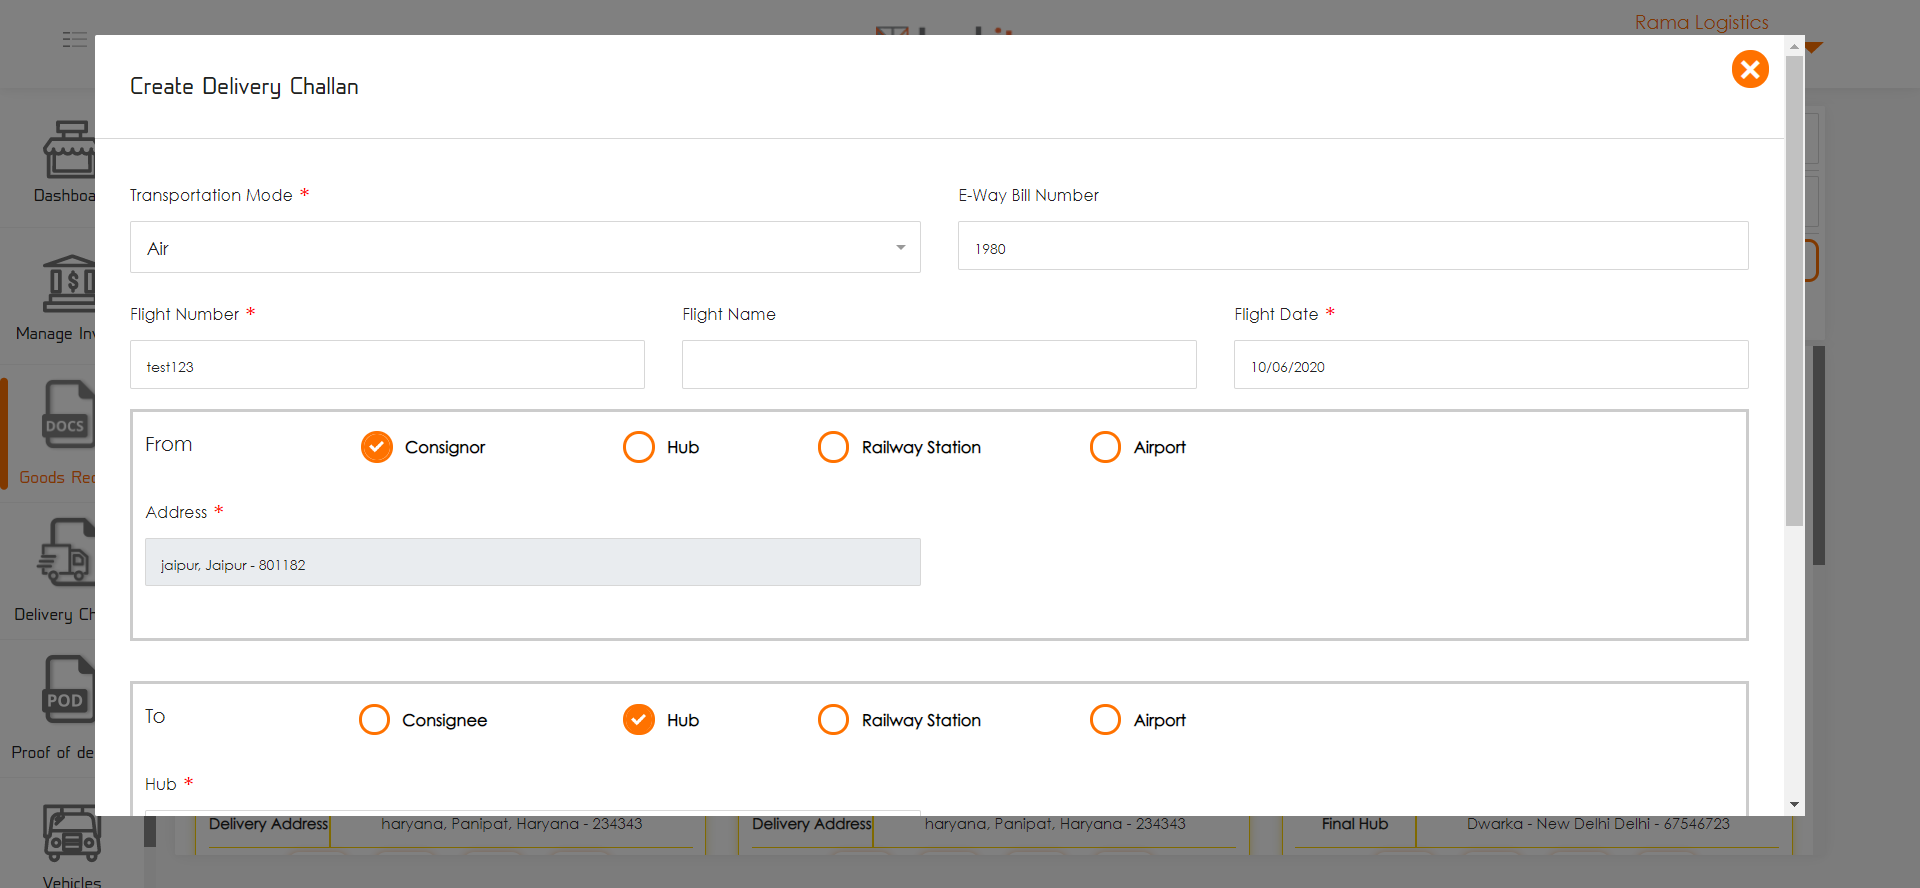 Rama Logistics
Create Delivery Challan
Transportation Mode *
E-Way Bill Number
Air
1980
Flight Number *
Flight Name
Flight Date *
test123
10/06/2020
From
Consignor
Hub
Railway Station
Airport
Address *
jaipur, Jaipur - 801182
To
Consignee
Hub
Railway Station
Airport
Hub *
Dashboa
Manage Inv
DOCS
Goods Rec
Delivery Ch
POD
Proof of de
Vehicles
Delivery Address
haryana, Panipat, Haryana - 234343
Delivery Address
haryana, Panipat, Haryana - 234343
Final Hub
Dwarka - New Delhi Delhi - 67546723